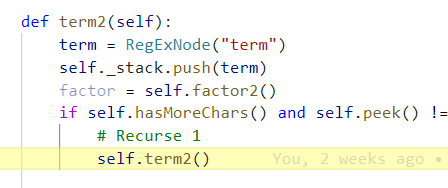 def term2(self):
term = RegExNode("term")
self._stack.push(term)
factor = self.factor2()
if self.hasMoreChars() and self.peek() !=
# Recurse 1
self.term2() You, 2 weeks ago •